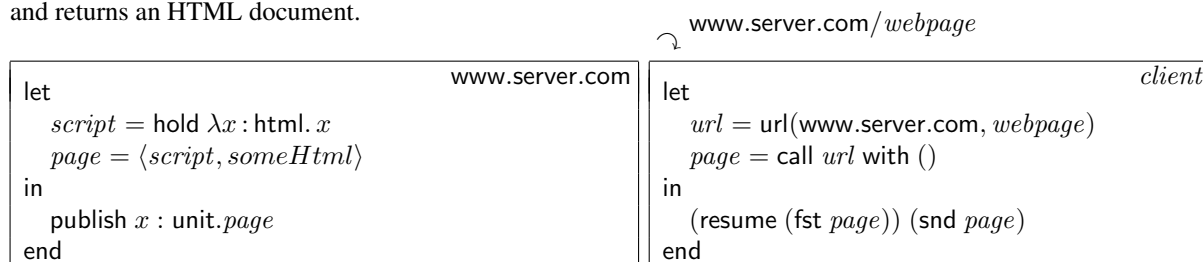 and returns an HTML document.
www.server.com/webpage
www.server.com
let
script = hold λx : html. x
page = ⟨script, someHtml⟩
in
publish x : unit.page
end
client
let
url = url(www.server.com, webpage)
page = call url with ()
in
(resume (fst page)) (snd page)
end